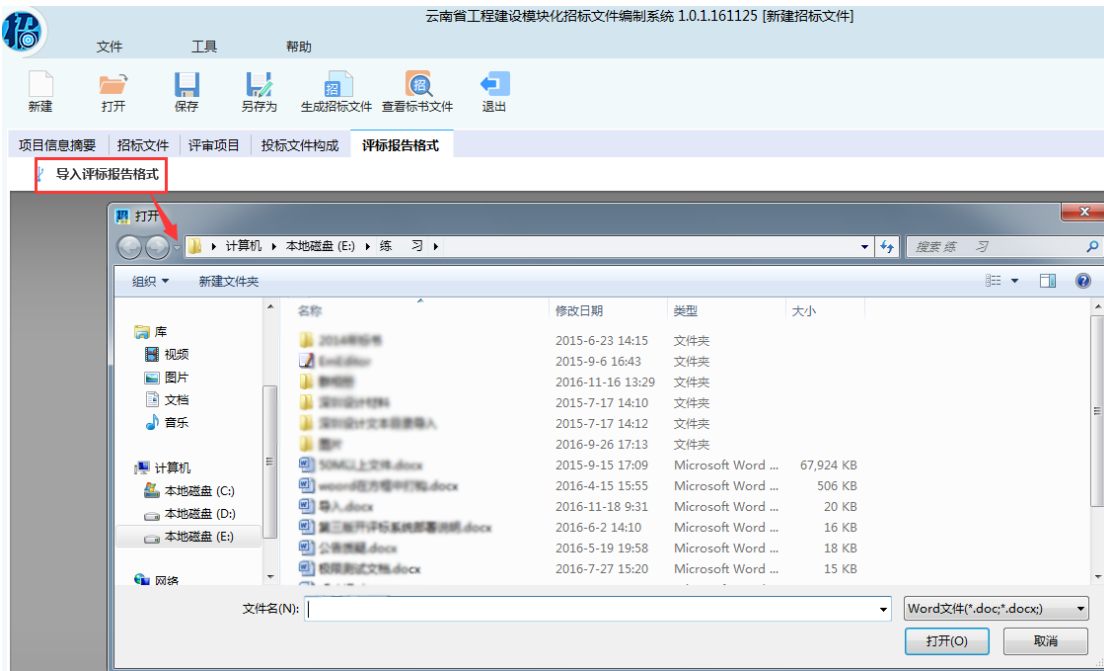 云南省工程建设模块化招标文件编制系统 1.0.1.161125 [新建招标文件]
文件 工具 帮助
新建 打开 保存 另存为 生成招标文件 查看标书文件 退出
项目信息摘要 招标文件 评审项目 投标文件构成 评标报告格式
导入评标报告格式
打开
计算机 本地磁盘 (E:) 练 习
搜索 练 习
组织 新建文件夹
名称 修改日期 类型 大小
库
视频
图片
文档
音乐
计算机
本地磁盘 (C:)
本地磁盘 (D:)
本地磁盘 (E:)
网络
2015-6-23 14:15 文件夹
2015-9-6 16:43 文件夹
2016-11-16 13:29 文件夹
2015-7-17 14:10 文件夹
2015-7-17 14:12 文件夹
2016-9-26 17:13 文件夹
2015-9-15 17:09 Microsoft Word ... 67,924 KB
2016-4-15 15:55 Microsoft Word ... 506 KB
导入.docx 2016-11-18 9:31 Microsoft Word ... 20 KB
2016-6-2 14:10 Microsoft Word ... 16 KB
2016-5-19 19:58 Microsoft Word ... 18 KB
2016-7-27 15:20 Microsoft Word ... 15 KB
文件名(N):
Word文件(*.doc;*.docx;)
打开(O) 取消